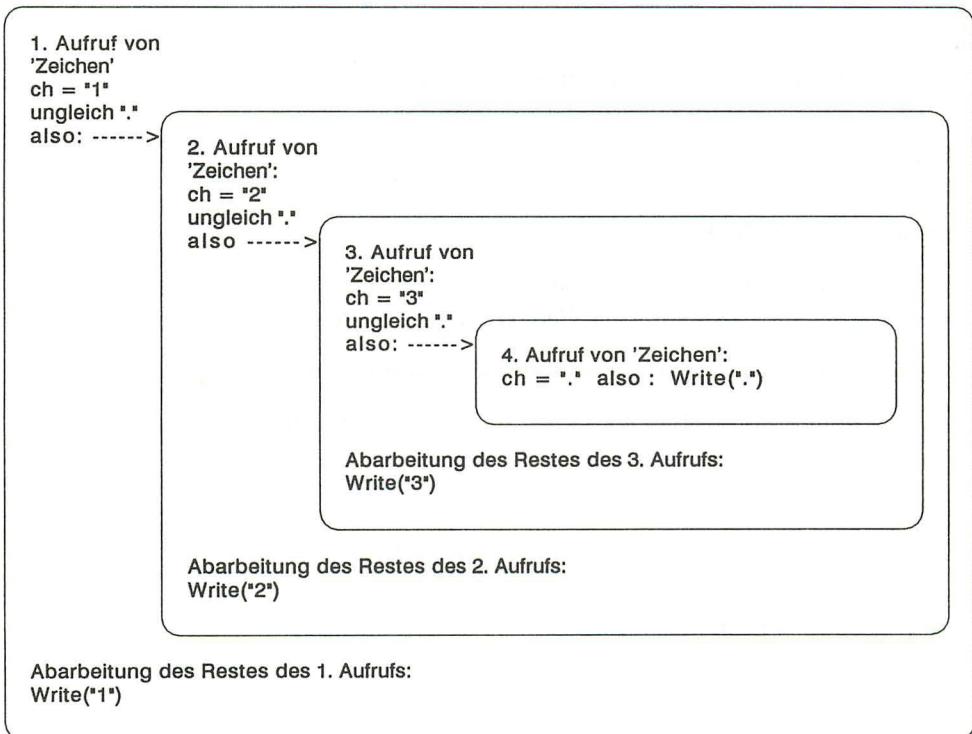 1. Aufruf von
'Zeichen'
ch = "1"
ungleich "."
also: ------>
2. Aufruf von
'Zeichen':
ch = "2"
ungleich "."
also ------>
3. Aufruf von
'Zeichen':
ch = "3"
ungleich "."
also: ------>
4. Aufruf von 'Zeichen':
ch = "." also : Write(".")
Abarbeitung des Restes des 3. Aufrufs:
Write("3")
Abarbeitung des Restes des 2. Aufrufs:
Write("2")
Abarbeitung des Restes des 1. Aufrufs:
Write("1")